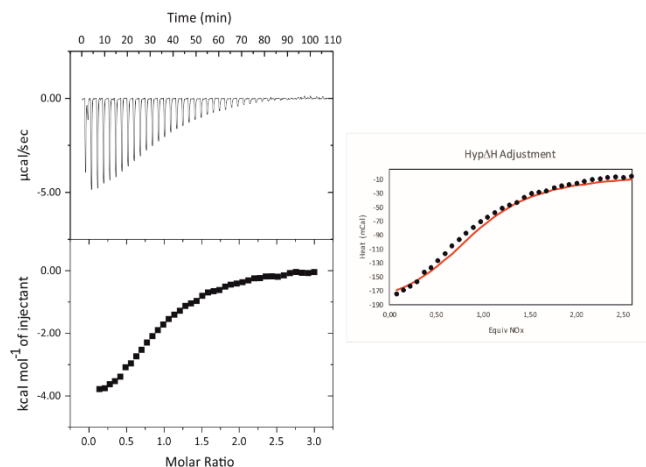 Time (min)
0 10 20 30 40 50 60 70 80 90 100 110
0.00
-5.00
µcal/sec
0.00
-2.00
-4.00
kcal mol-1 of injectant
0.0 0.5 1.0 1.5 2.0 2.5 3.0
Molar Ratio
HypΔH Adjustment
-10
-30
-50
-70
-90
-110
-130
-150
-170
-190
Heat (mCal)
0,00 0,50 1,00 1,50 2,00 2,50
Equiv NOx